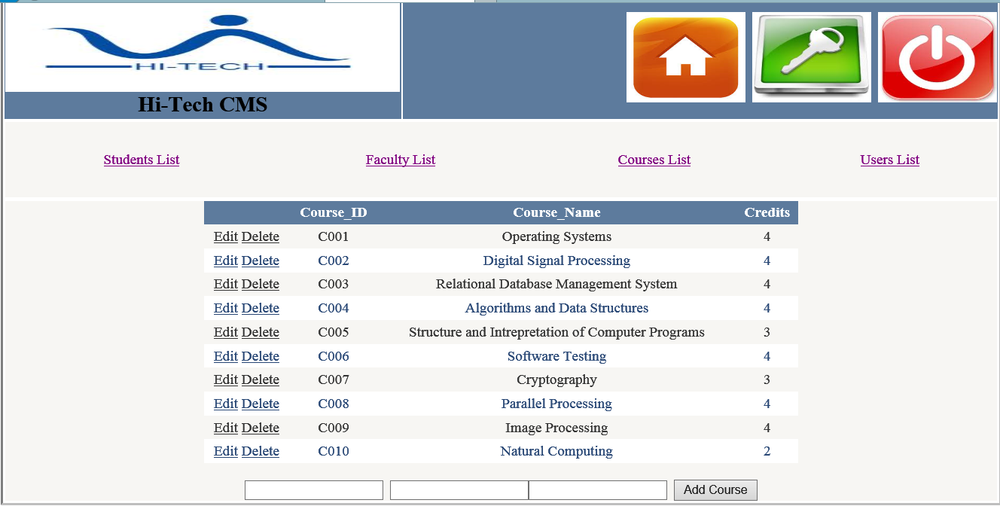 HI-TECH
Hi-Tech CMS
Students List Faculty List Courses List Users List
Course_ID Course_Name Credits
Edit Delete C001 Operating Systems 4
Edit Delete C002 Digital Signal Processing 4
Edit Delete C003 Relational Database Management System 4
Edit Delete C004 Algorithms and Data Structures 4
Edit Delete C005 Structure and Intrepretation of Computer Programs 3
Edit Delete C006 Software Testing 4
Edit Delete C007 Cryptography 3
Edit Delete C008 Parallel Processing 4
Edit Delete C009 Image Processing 4
Edit Delete C010 Natural Computing 2
Add Course